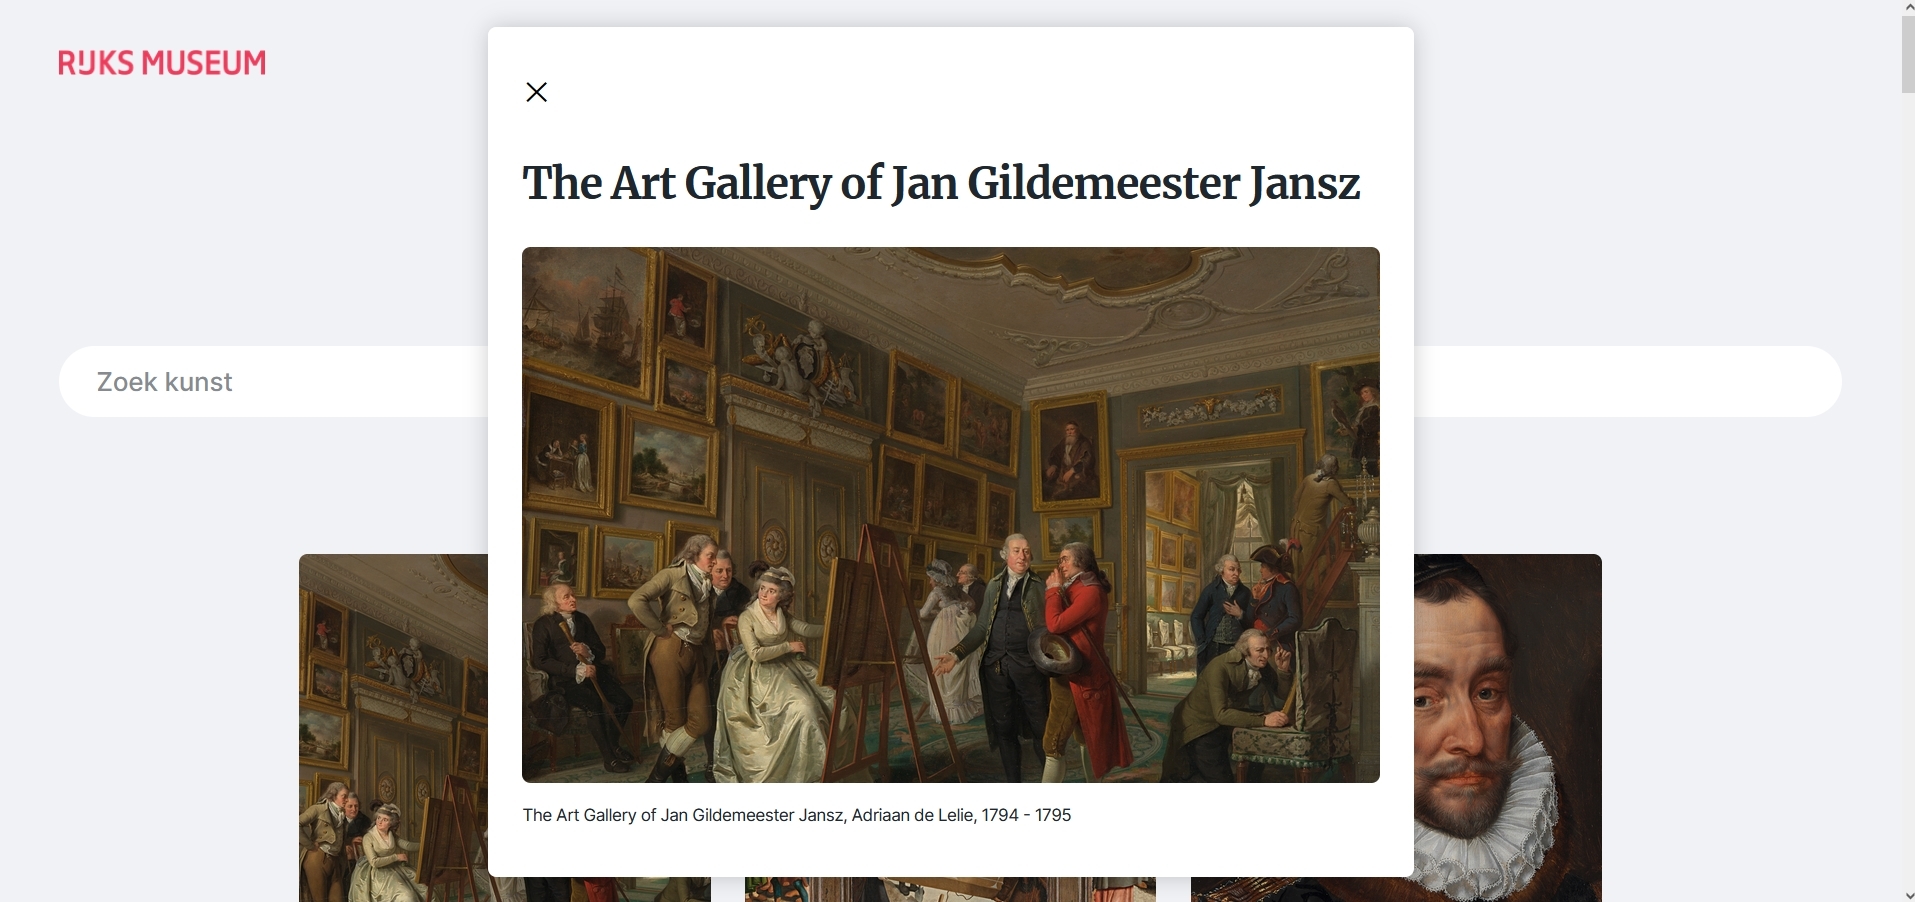 RIJKS MUSEUM
The Art Gallery of Jan Gildemeester Jansz
Zoek kunst
The Art Gallery of Jan Gildemeester Jansz, Adriaan de Lelie, 1794 - 1795